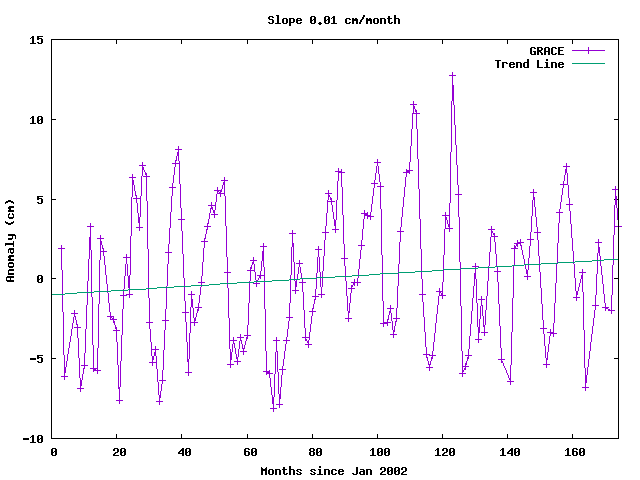 Slope 0.01 cm/month
15
GRACE
Trend Line
10
5
0
-5
-10
Anomaly (cm)
0 20 40 60 80 100 120 140 160
Months since Jan 2002